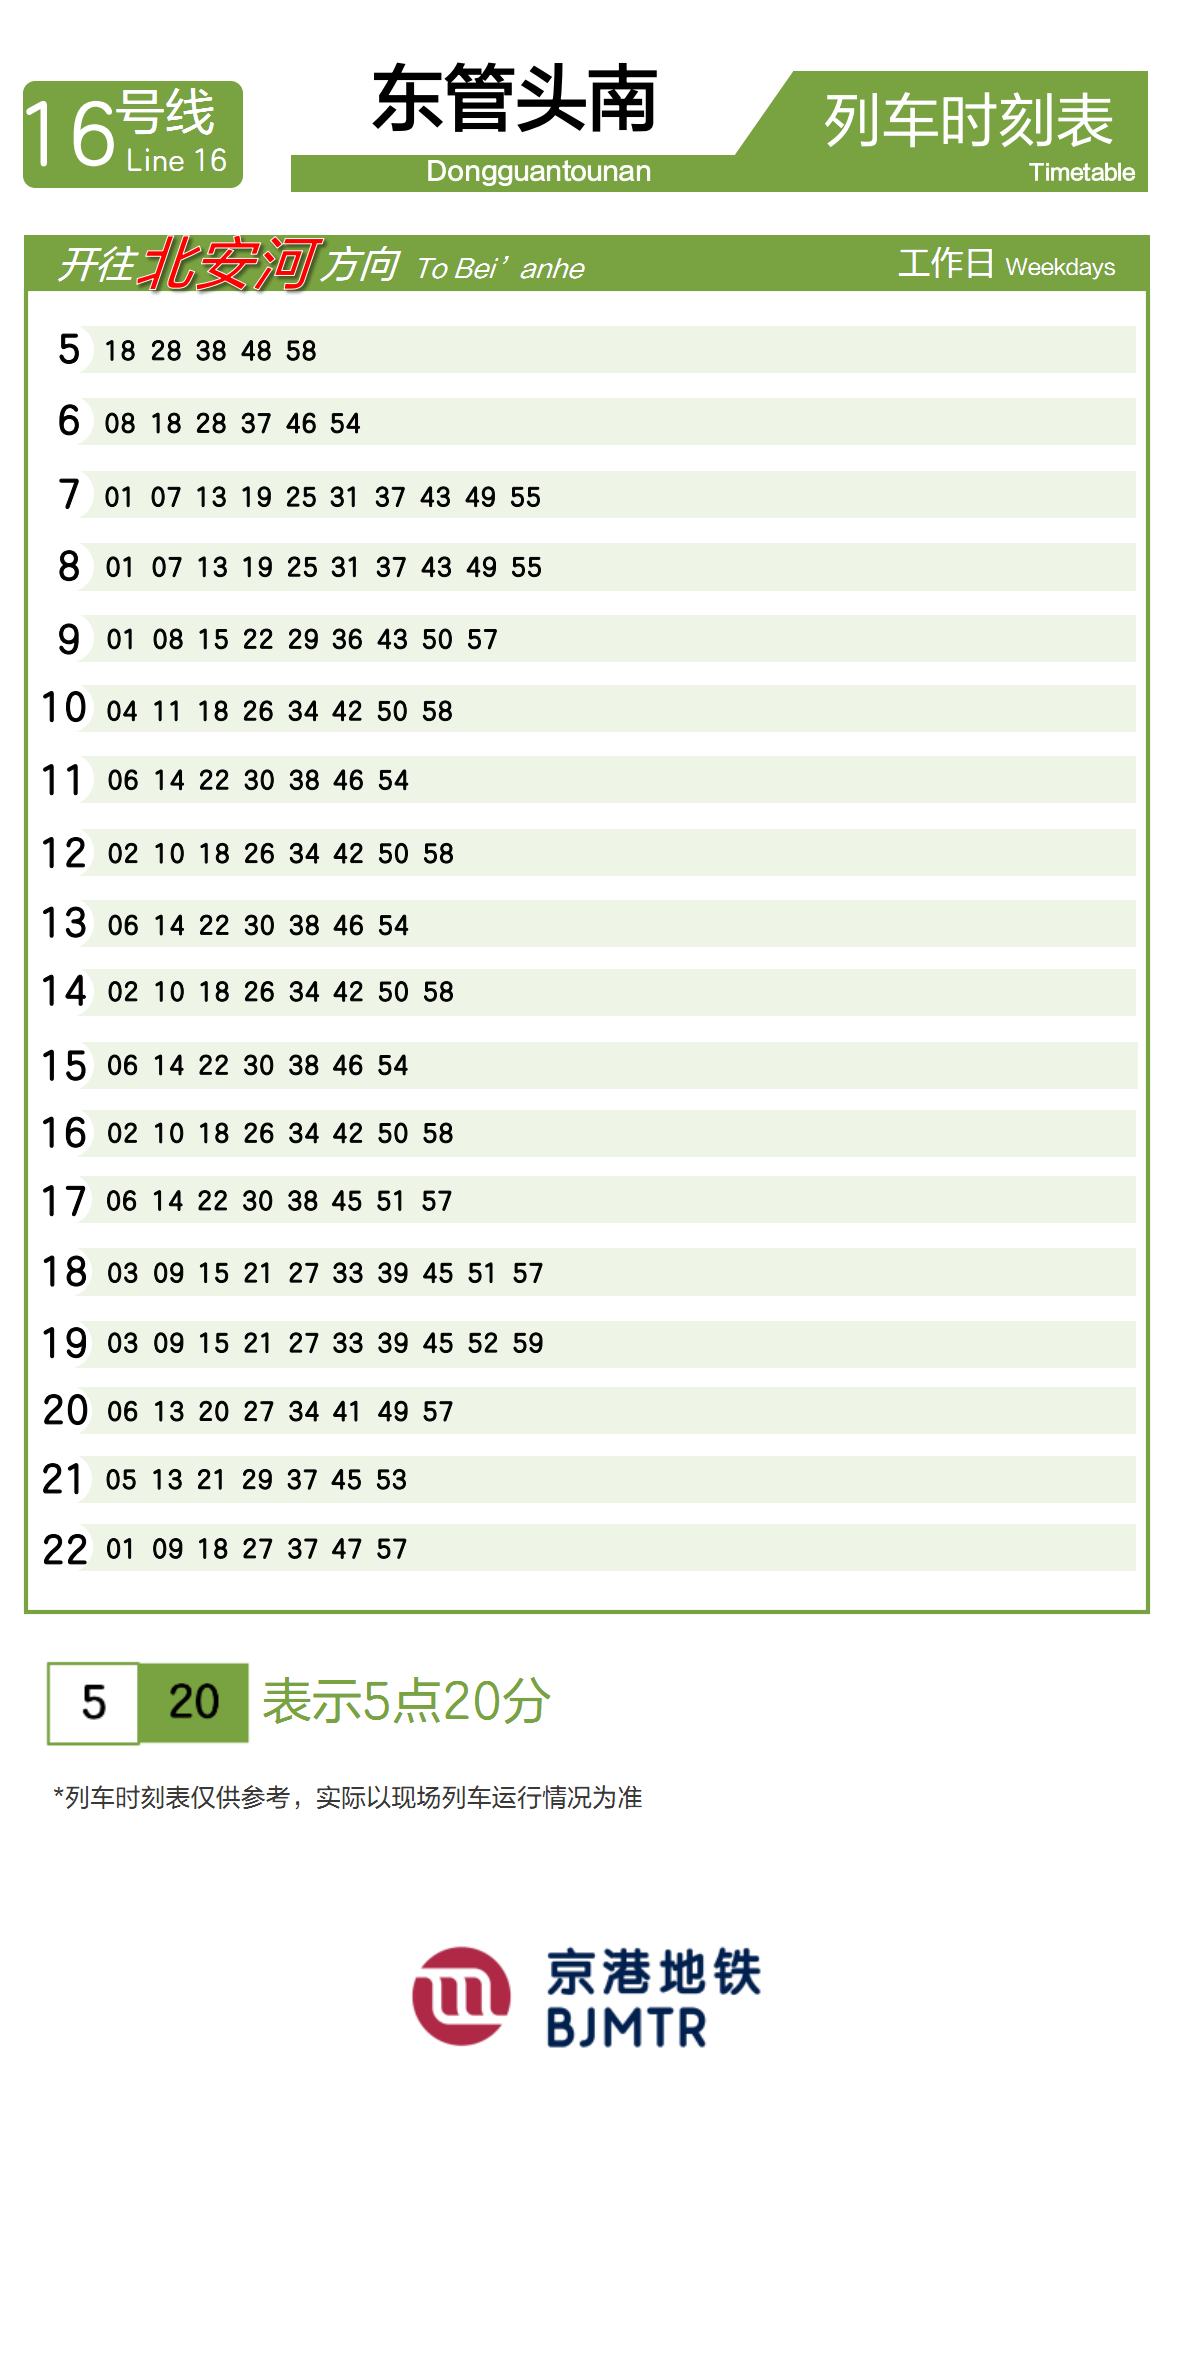 16号线
Line 16
东管头南
Dongguantounan
列车时刻表
Timetable
开往北安河方向 To Bei’anhe 工作日 Weekdays
5 18 28 38 48 58
6 08 18 28 37 46 54
7 01 07 13 19 25 31 37 43 49 55
8 01 07 13 19 25 31 37 43 49 55
9 01 08 15 22 29 36 43 50 57
10 04 11 18 26 34 42 50 58
11 06 14 22 30 38 46 54
12 02 10 18 26 34 42 50 58
13 06 14 22 30 38 46 54
14 02 10 18 26 34 42 50 58
15 06 14 22 30 38 46 54
16 02 10 18 26 34 42 50 58
17 06 14 22 30 38 45 51 57
18 03 09 15 21 27 33 39 45 51 57
19 03 09 15 21 27 33 39 45 52 59
20 06 13 20 27 34 41 49 57
21 05 13 21 29 37 45 53
22 01 09 18 27 37 47 57
5 20 表示5点20分
*列车时刻表仅供参考，实际以现场列车运行情况为准
京港地铁
BJMTR